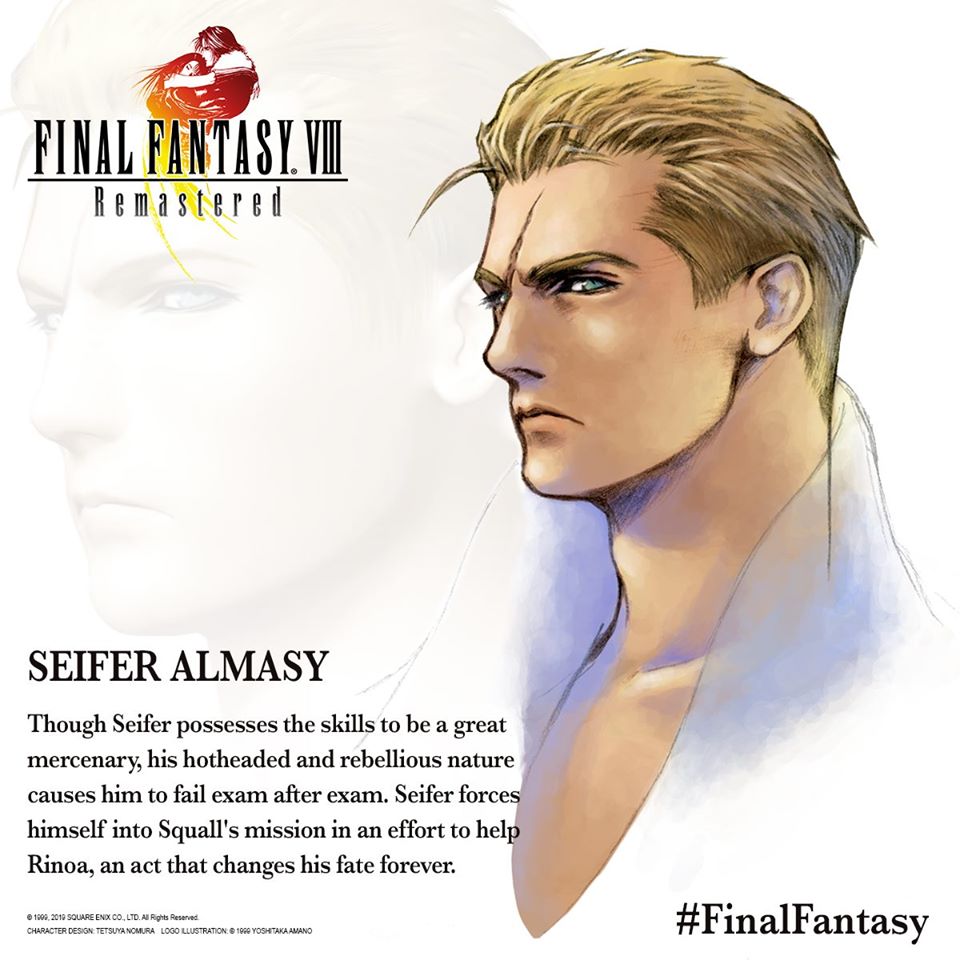 FINAL FANTASY® VIII
Remastered
SEIFER ALMASY
Though Seifer possesses the skills to be a great
mercenary, his hotheaded and rebellious nature
causes him to fail exam after exam. Seifer forces
himself into Squall's mission in an effort to help
Rinoa, an act that changes his fate forever.
© 1999, 2019 SQUARE ENIX CO., LTD. All Rights Reserved.
CHARACTER DESIGN: TETSUYA NOMURA LOGO ILLUSTRATION: © 1999 YOSHITAKA AMANO
#FinalFantasy